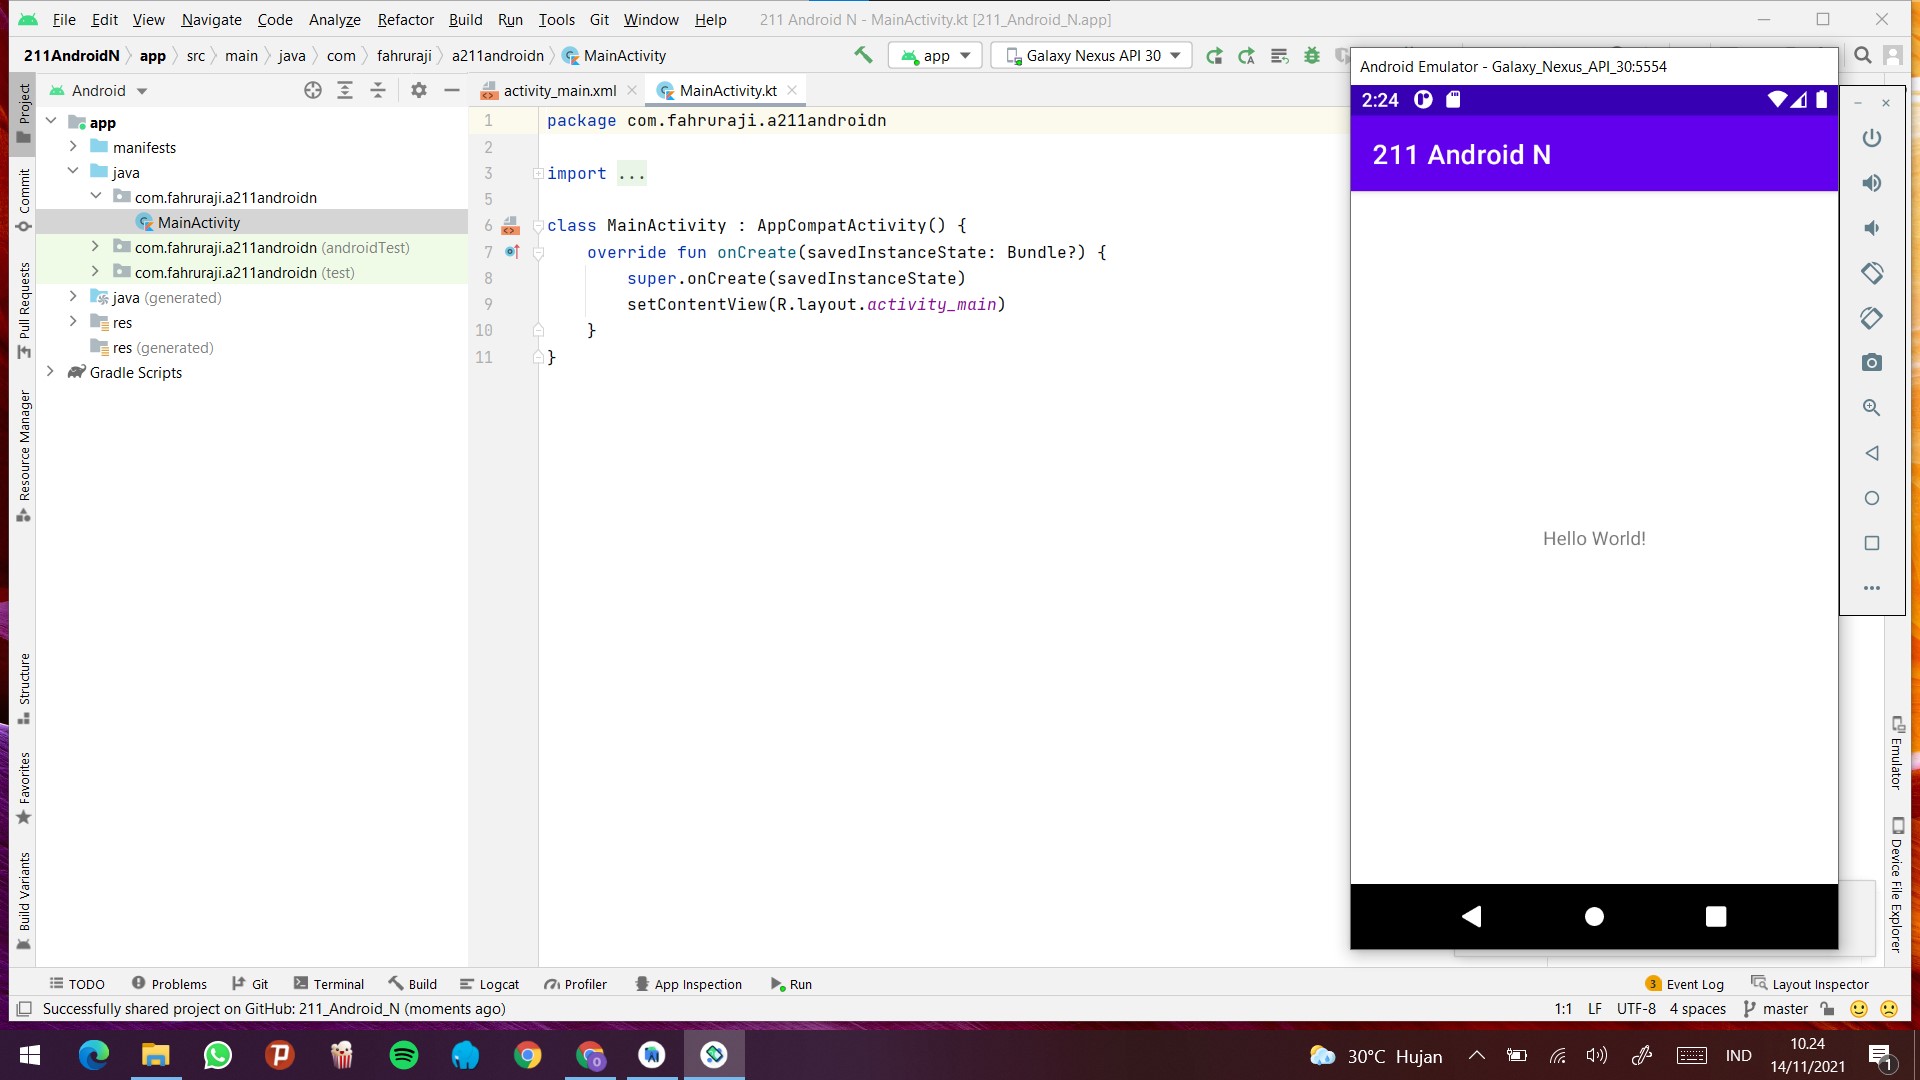 File Edit View Navigate Code Analyze Refactor Build Run Tools Git Window Help 211 Android N - MainActivity.kt [211_Android_N.app]
211AndroidN app src main java com fahruraji a211androidn MainActivity app Galaxy Nexus API 30
Android Emulator - Galaxy_Nexus_API_30:5554
Android
activity_main.xml MainActivity.kt
2:24
211 Android N
Hello World!
app
manifests
java
com.fahruraji.a211androidn
MainActivity
com.fahruraji.a211androidn (androidTest)
com.fahruraji.a211androidn (test)
java (generated)
res
res (generated)
Gradle Scripts
1 package com.fahruraji.a211androidn
2
3 import ...
5
6 class MainActivity : AppCompatActivity() {
7 override fun onCreate(savedInstanceState: Bundle?) {
8 super.onCreate(savedInstanceState)
9 setContentView(R.layout.activity_main)
10 }
11 }
Project
Commit
Pull Requests
Resource Manager
Structure
Favorites
Build Variants
Emulator
Device File Explorer
TODO Problems Git Terminal Build Logcat Profiler App Inspection Run 3 Event Log Layout Inspector
Successfully shared project on GitHub: 211_Android_N (moments ago) 1:1 LF UTF-8 4 spaces master
30°C Hujan IND 10.24
14/11/2021 1